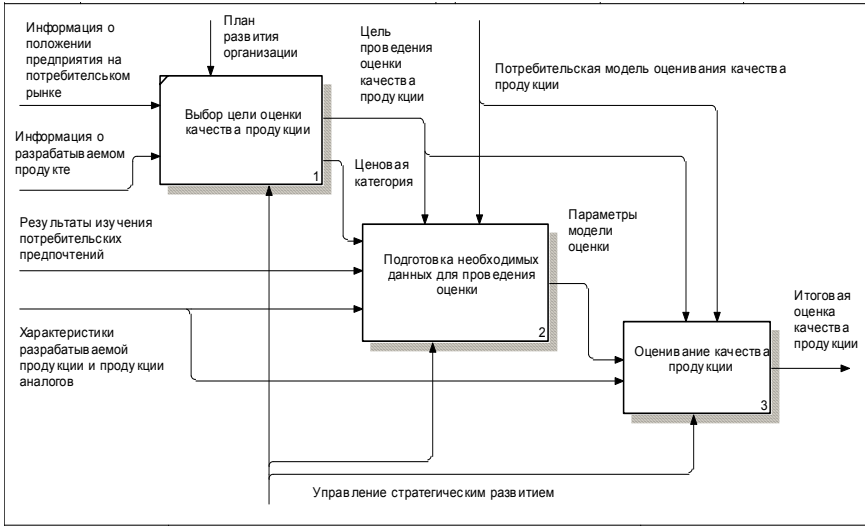 Информация о
положении
предприятия на
потребителськом
рынке
План
развития
организации
Цель
проведения
оценки
качества
продукции
Потребительская модель оценивания качества
продукции
Выбор цели оценки
качества продукции
1
Информация о
разрабатываемом
продукте
Ценовая
категория
Результаты изучения
потребительских
предпочтений
Параметры
модели
оценки
Подготовка необходимых
данных для проведения
оценки
2
Итоговая
оценка
качества
продукции
Характеристики
разрабатываемой
продукции и продукции
аналогов
Оценивание качества
продукции
3
Управление стратегическим развитием